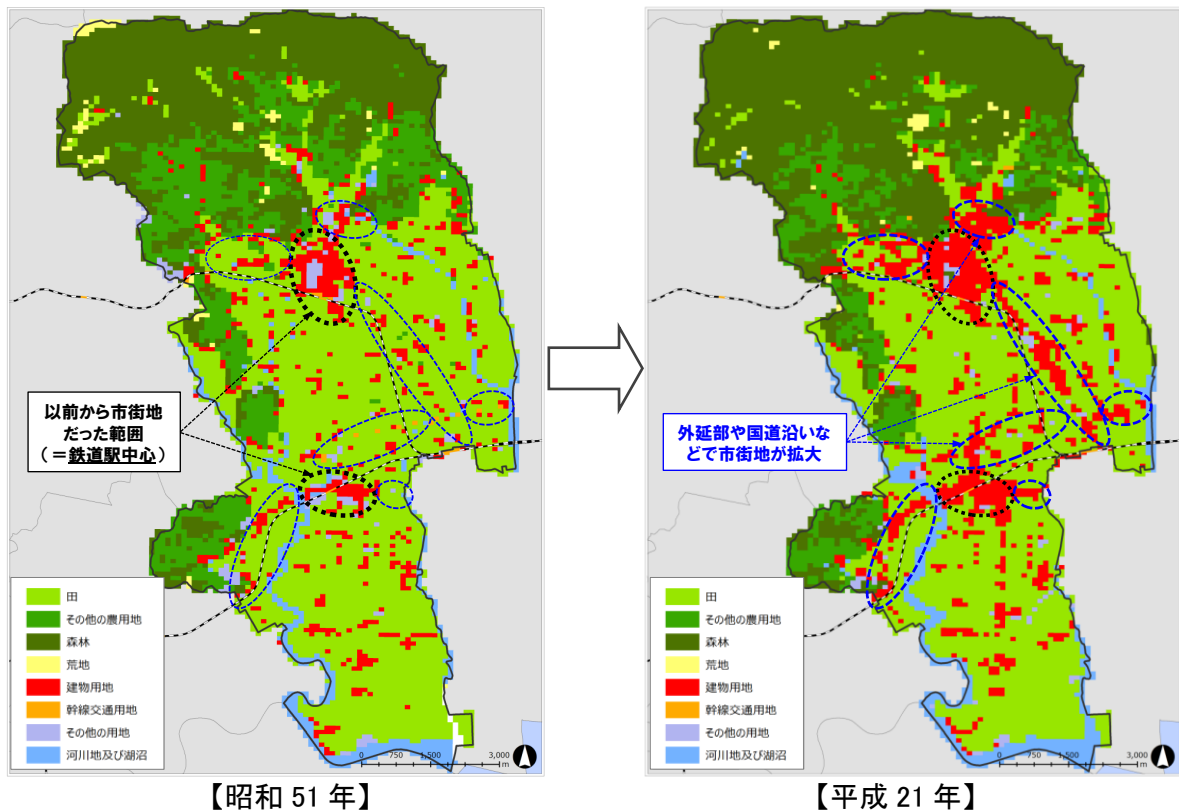 以前から市街地
だった範囲
(＝鉄道駅中心)
田
その他の農用地
森林
荒地
建物用地
幹線交通用地
その他の用地
河川地及び湖沼
0 750 1,500 3,000
m
【昭和 51 年】
外延部や国道沿いな
どで市街地が拡大
田
その他の農用地
森林
荒地
建物用地
幹線交通用地
その他の用地
河川地及び湖沼
0 750 1,500 3,000
m
【平成 21 年】